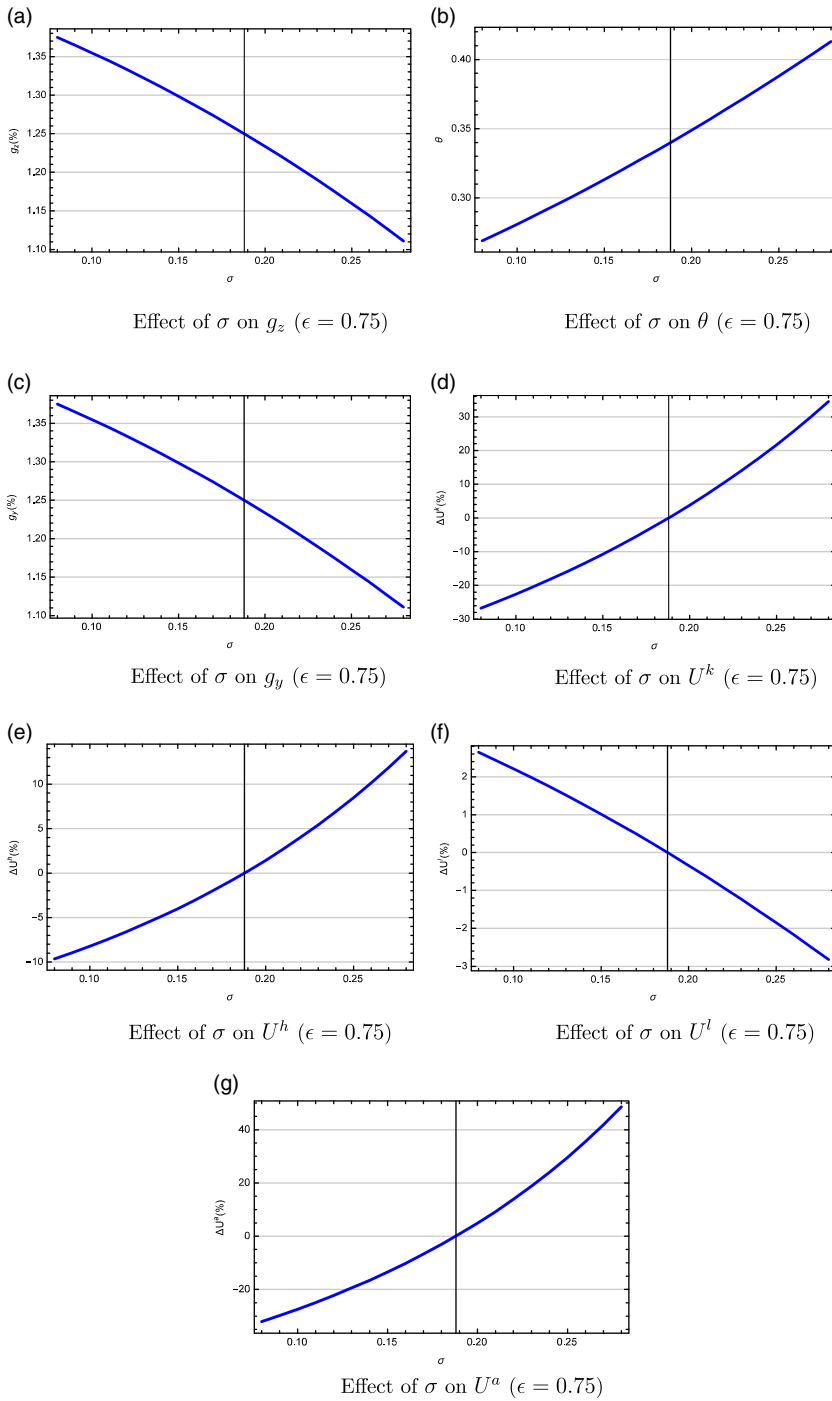 (a)
1.35
1.30
1.25
1.20
1.15
1.10
g_z(%)
0.10 0.15 0.20 0.25
σ
Effect of σ on g_z (ϵ = 0.75)
(b)
0.40
0.35
0.30
θ
0.10 0.15 0.20 0.25
σ
Effect of σ on θ (ϵ = 0.75)
(c)
1.35
1.30
1.25
1.20
1.15
1.10
g_y(%)
0.10 0.15 0.20 0.25
σ
Effect of σ on g_y (ϵ = 0.75)
(d)
30
20
10
0
−10
−20
−30
ΔU^k(%)
0.10 0.15 0.20 0.25
σ
Effect of σ on U^k (ϵ = 0.75)
(e)
10
5
0
−5
−10
ΔU^h(%)
0.10 0.15 0.20 0.25
σ
Effect of σ on U^h (ϵ = 0.75)
(f)
2
1
0
−1
−2
−3
ΔU^l(%)
0.10 0.15 0.20 0.25
σ
Effect of σ on U^l (ϵ = 0.75)
(g)
40
20
0
−20
ΔU^a(%)
0.10 0.15 0.20 0.25
σ
Effect of σ on U^a (ϵ = 0.75)